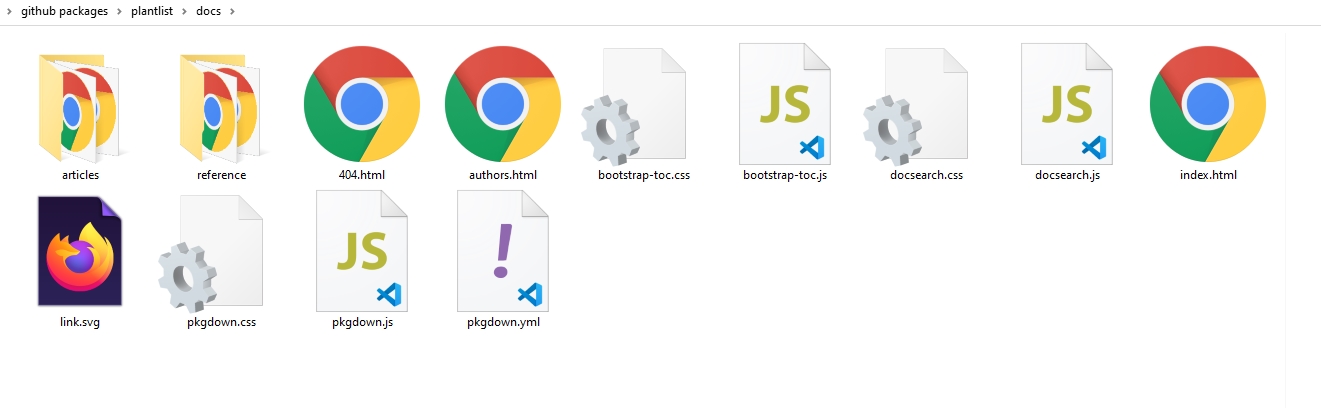 github packages plantlist docs
articles reference 404.html authors.html bootstrap-toc.css bootstrap-toc.js docsearch.css docsearch.js index.html
JS JS
link.svg pkgdown.css pkgdown.js pkgdown.yml
JS !